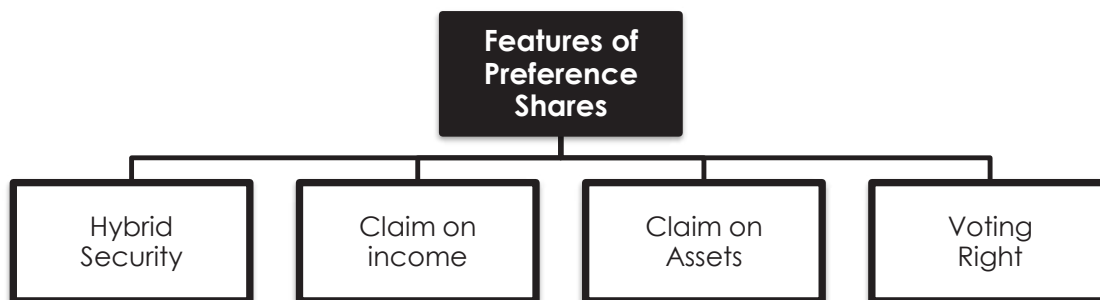 Features of
Preference
Shares
Hybrid
Security
Claim on
income
Claim on
Assets
Voting
Right